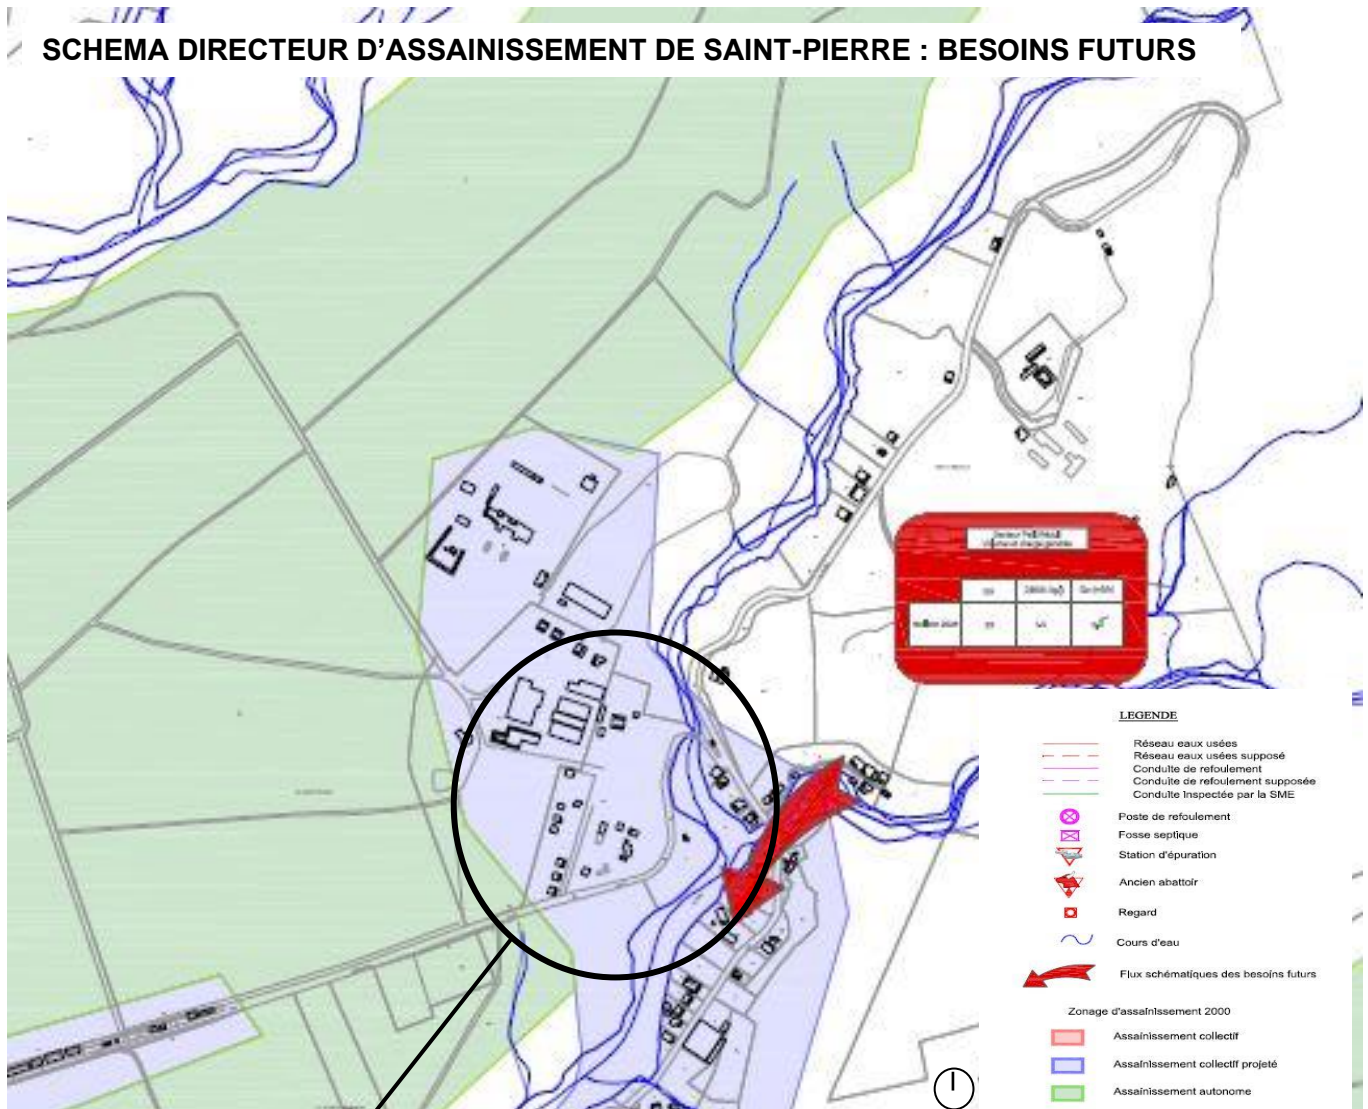 SCHEMA DIRECTEUR D'ASSAINISSEMENT DE SAINT-PIERRE : BESOINS FUTURS
LEGENDE
Réseau eaux usées
Réseau eaux usées supposé
Conduite de refoulement
Conduite de refoulement supposée
Conduite Inspectée par la SME
Poste de refoulement
Fosse septique
Station d'épuration
Ancien abattoir
Regard
Cours d'eau
Flux schématiques des besoins futurs
Zonage d'assainissement 2000
Assainissement collectif
Assainissement collectif projeté
Assainissement autonome